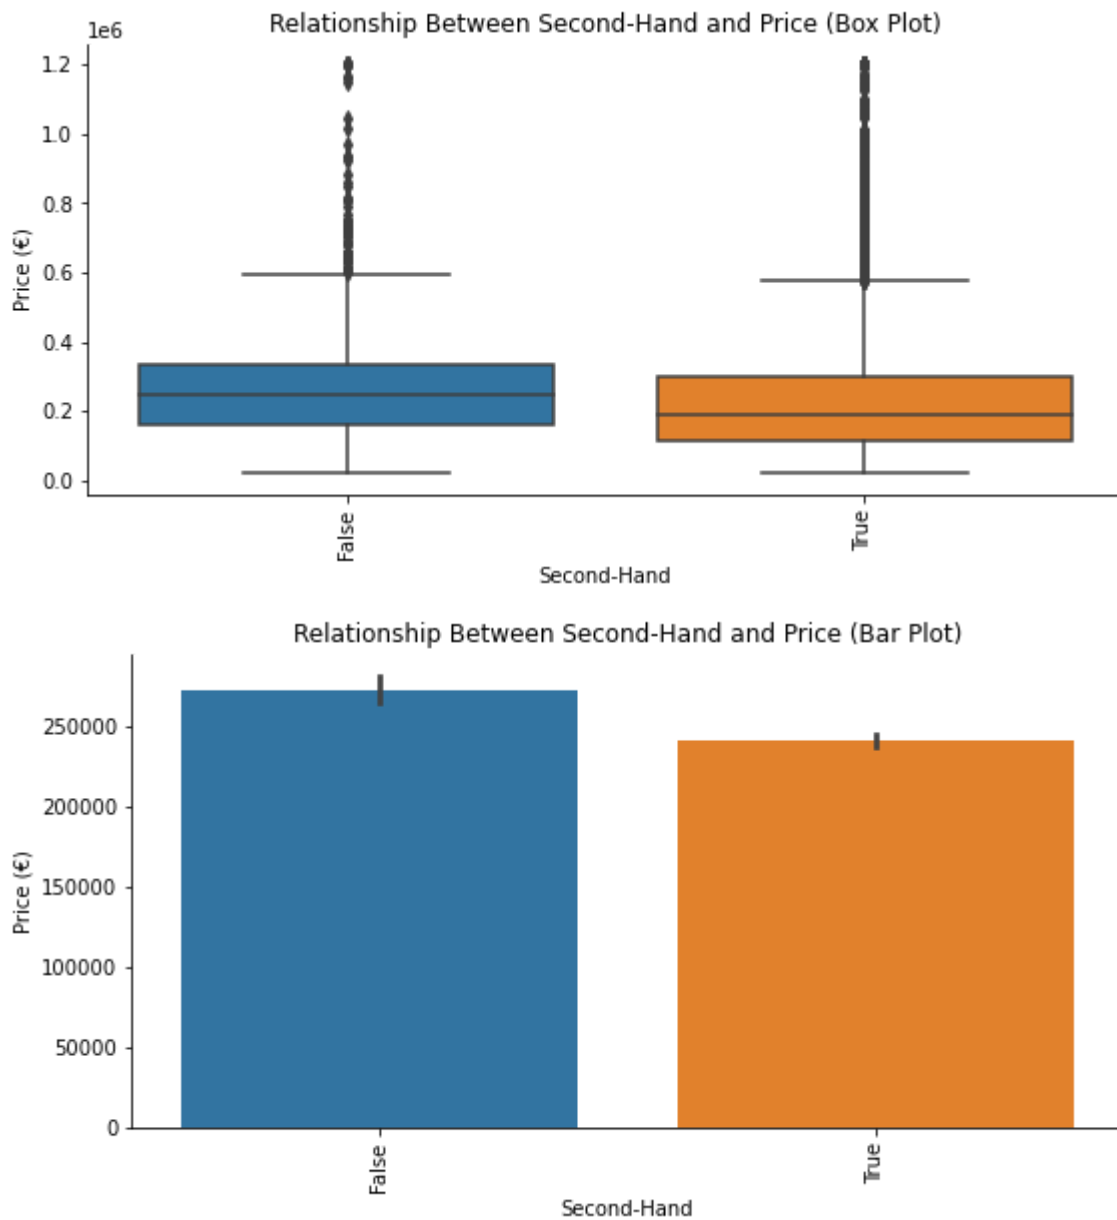 Relationship Between Second-Hand and Price (Box Plot)
1e6
1.2
1.0
0.8
0.6
0.4
0.2
0.0
Price (€)
False
True
Second-Hand
Relationship Between Second-Hand and Price (Bar Plot)
250000
200000
150000
100000
50000
0
Price (€)
False
True
Second-Hand